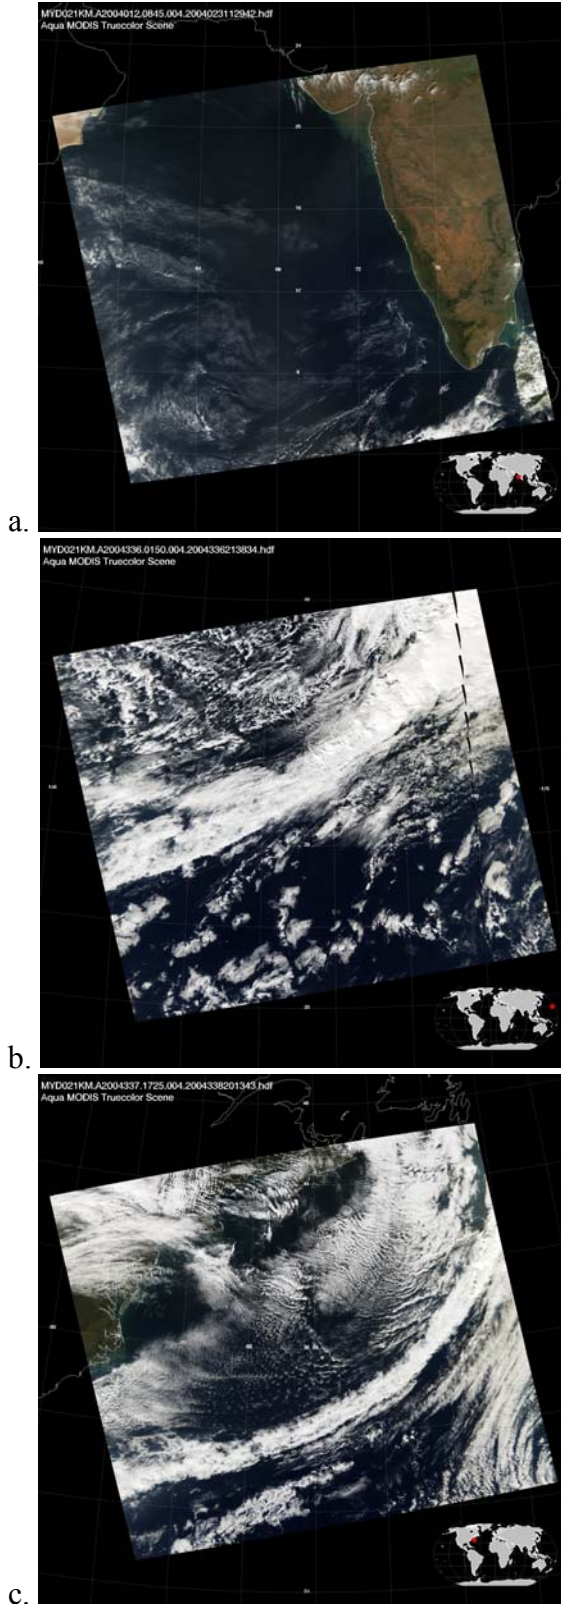 MYD021KM.A2004012.0845.004.2004023112942.hdf
Aqua MODIS Truecolor Scene
a.
MYD021KM.A2004336.0150.004.2004336213834.hdf
Aqua MODIS Truecolor Scene
b.
MYD021KM.A2004337.1725.004.2004338201343.hdf
Aqua MODIS Truecolor Scene
c.